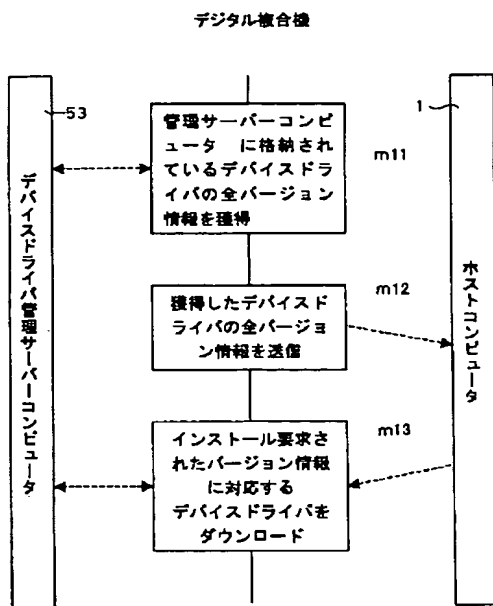 デジタル複合機
53
デバイスドライバ管理サーバーコンピュータ
管理サーバーコンピ
ュータ に格納され
ているデバイスドライ
バの全バージョン
情報を獲得
m11
獲得したデバイスド
ライバの全バージョ
ン情報を送信
m12
インストール要求さ
れたバージョン情報
に対応する
デバイスドライバを
ダウンロード
m13
1
ホストコンピュータ